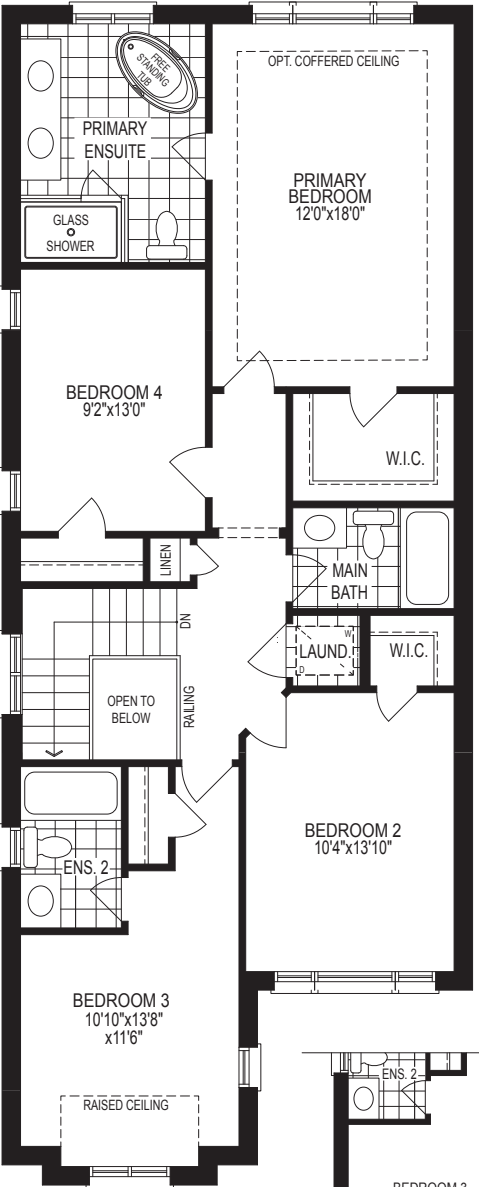 OPT. COFFERED CEILING
FREE
STANDING
TUB
PRIMARY
ENSUITE
PRIMARY
BEDROOM
12'0"x18'0"
GLASS
SHOWER
BEDROOM 4
9'2"x13'0"
W.I.C.
LINEN
MAIN
BATH
DN
W
LAUND.
D
W.I.C.
OPEN TO
BELOW
RAILING
BEDROOM 2
10'4"x13'10"
ENS. 2
BEDROOM 3
10'10"x13'8"
x11'6"
RAISED CEILING
ENS. 2
BEDROOM 3